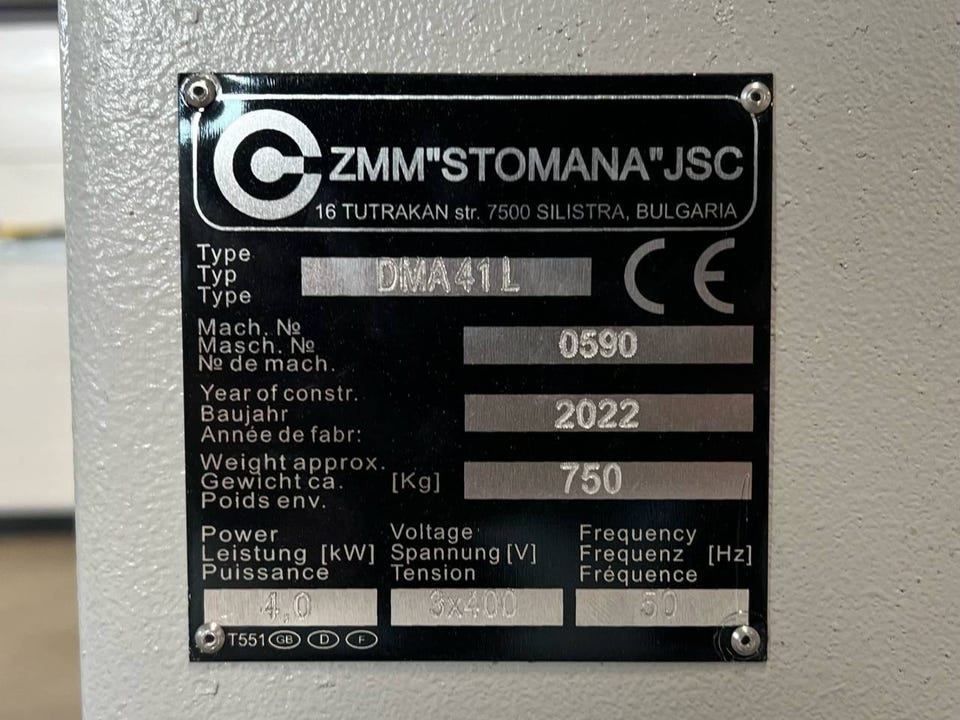 ZMM"STOMANA"JSC
16 TUTRAKAN str. 7500 SILISTRA, BULGARIA
Type
Typ
Type
DMA41L
CE
Mach. №
Masch. №
№ de mach.
0590
Year of constr.
Baujahr
Année de fabr:
2022
Weight approx.
Gewicht ca. [Kg]
Poids env.
750
Power
Leistung [kW]
Puissance
4,0
Voltage
Spannung [V]
Tension
3x400
Frequency
Frequenz [Hz]
Fréquence
50
T551 GB D F